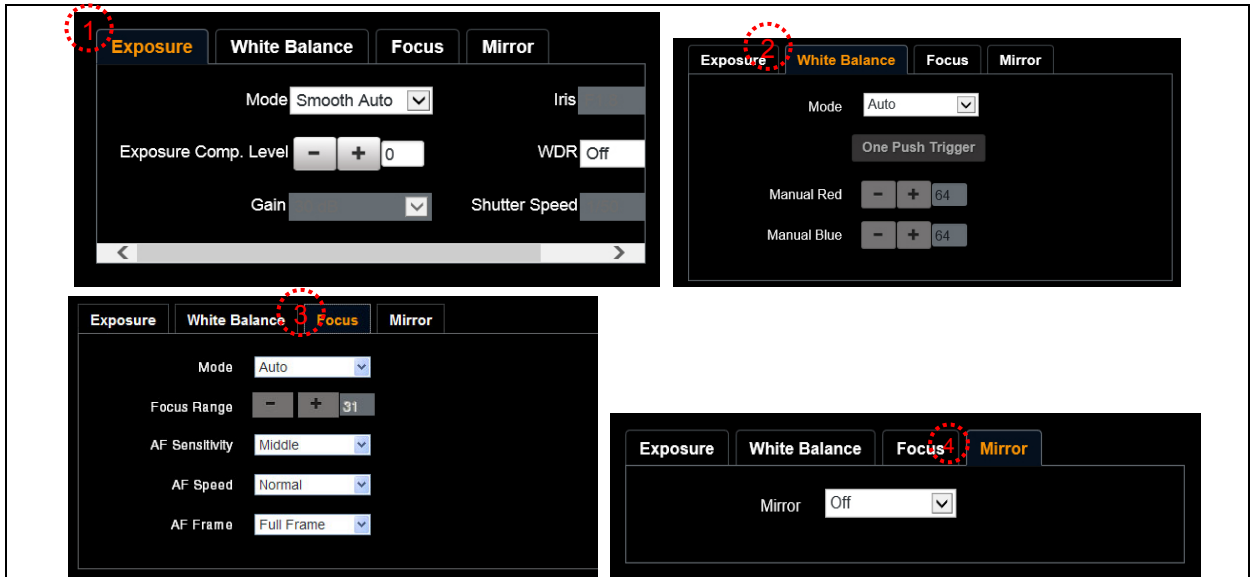 1
Exposure White Balance Focus Mirror
Mode Smooth Auto Iris
Exposure Comp. Level - + 0 WDR Off
Gain Shutter Speed
2
Exposure White Balance Focus Mirror
Mode Auto
One Push Trigger
Manual Red - + 64
Manual Blue - + 64
3
Exposure White Balance Focus Mirror
Mode Auto
Focus Range - + 31
AF Sensitivity Middle
AF Speed Normal
AF Frame Full Frame
4
Exposure White Balance Focus Mirror
Mirror Off